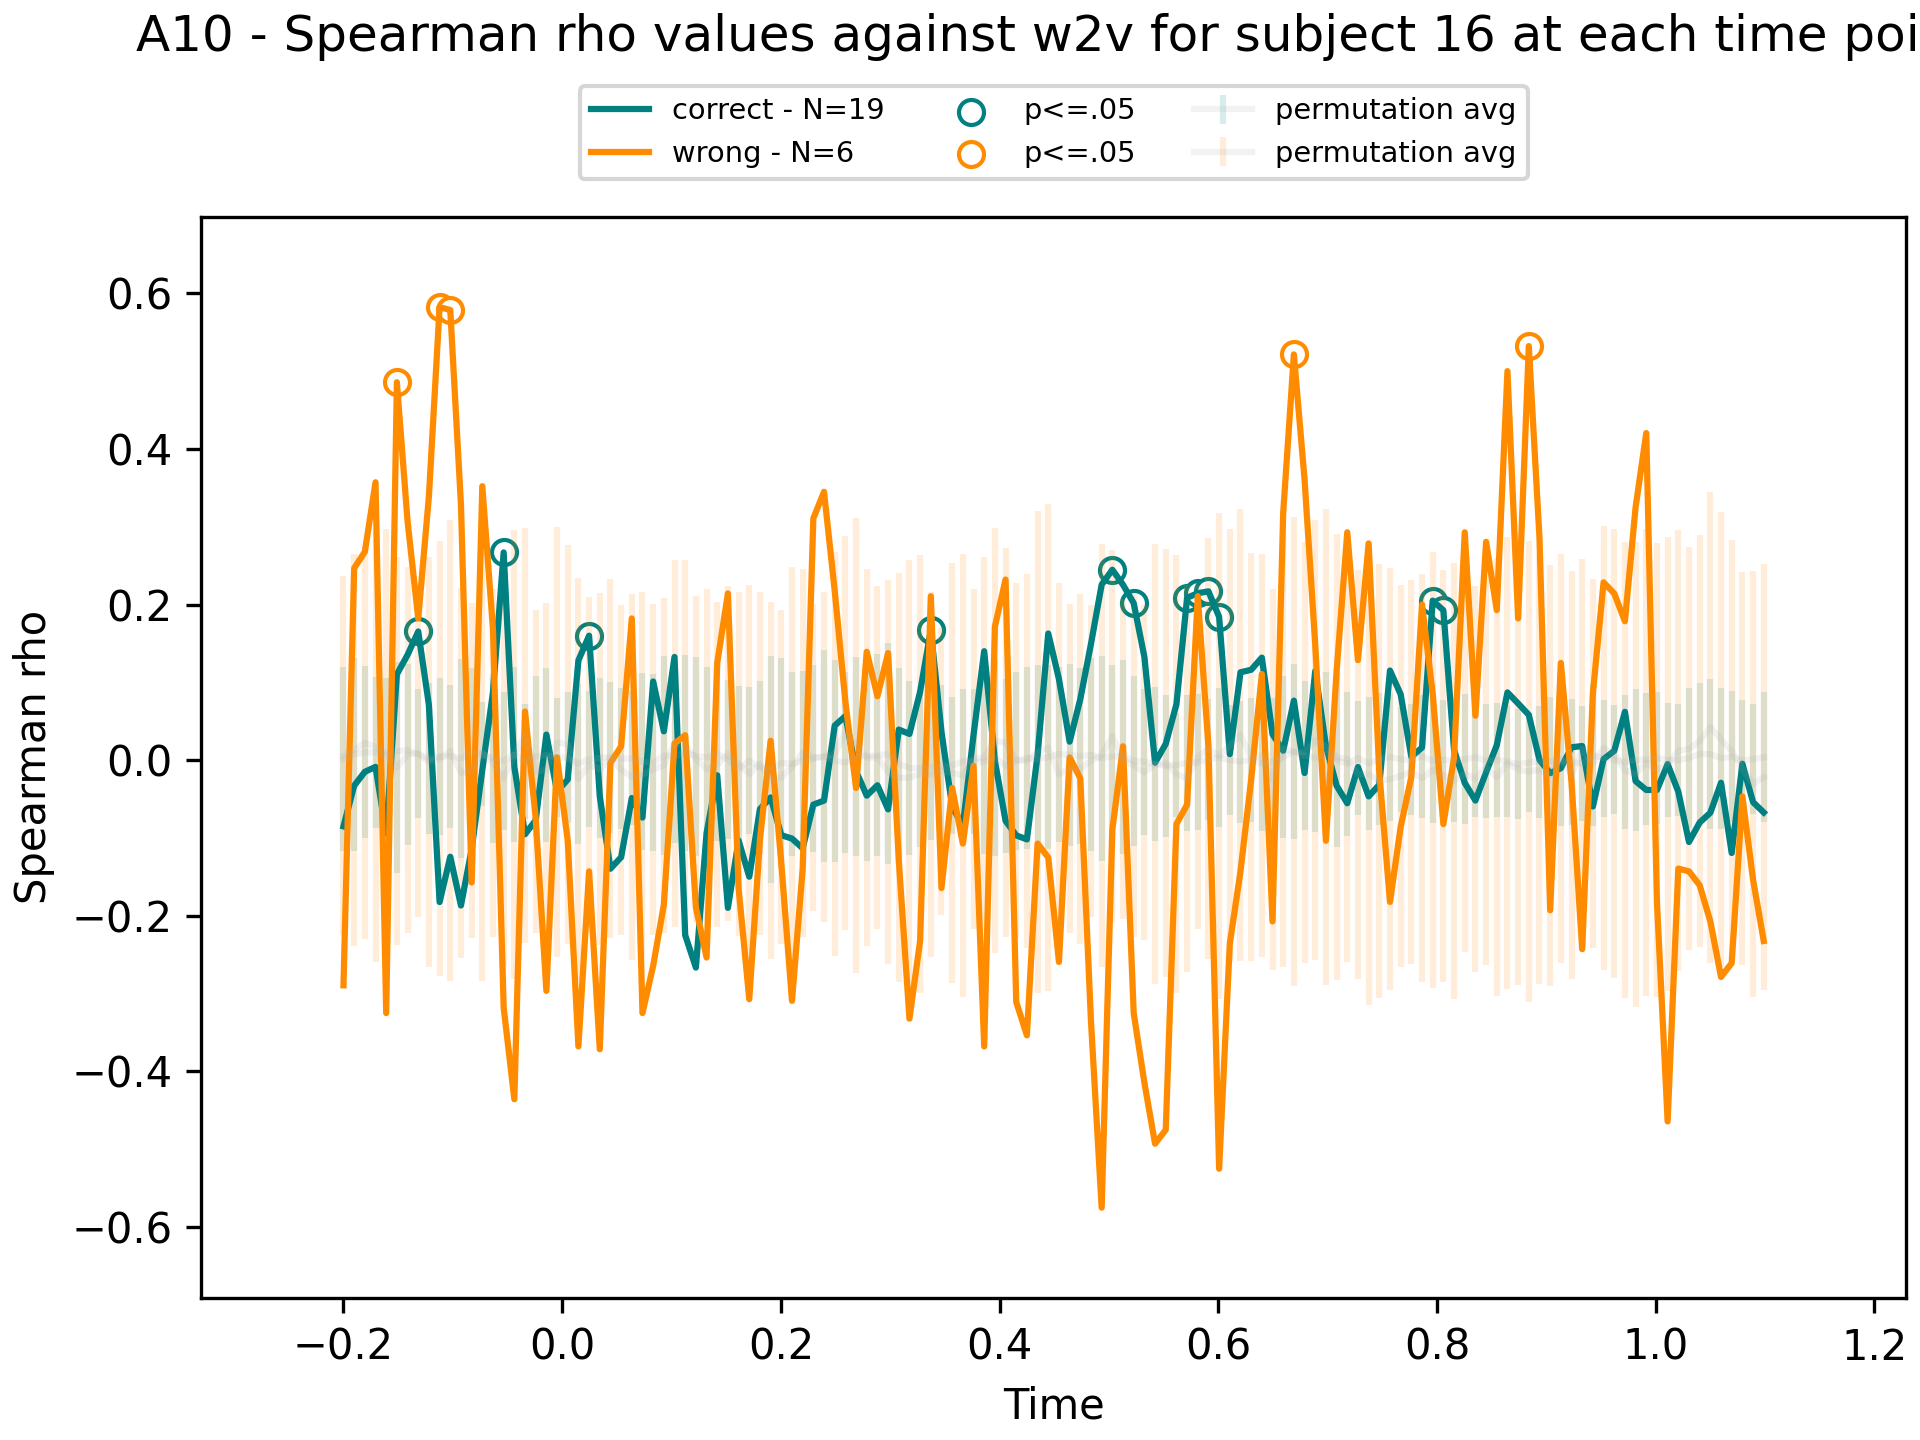 A10 - Spearman rho values against w2v for subject 16 at each time poi
correct - N=19 p<=.05 permutation avg
wrong - N=6 p<=.05 permutation avg
0.6
0.4
0.2
0.0
−0.2
−0.4
−0.6
Spearman rho
−0.2 0.0 0.2 0.4 0.6 0.8 1.0 1.2
Time